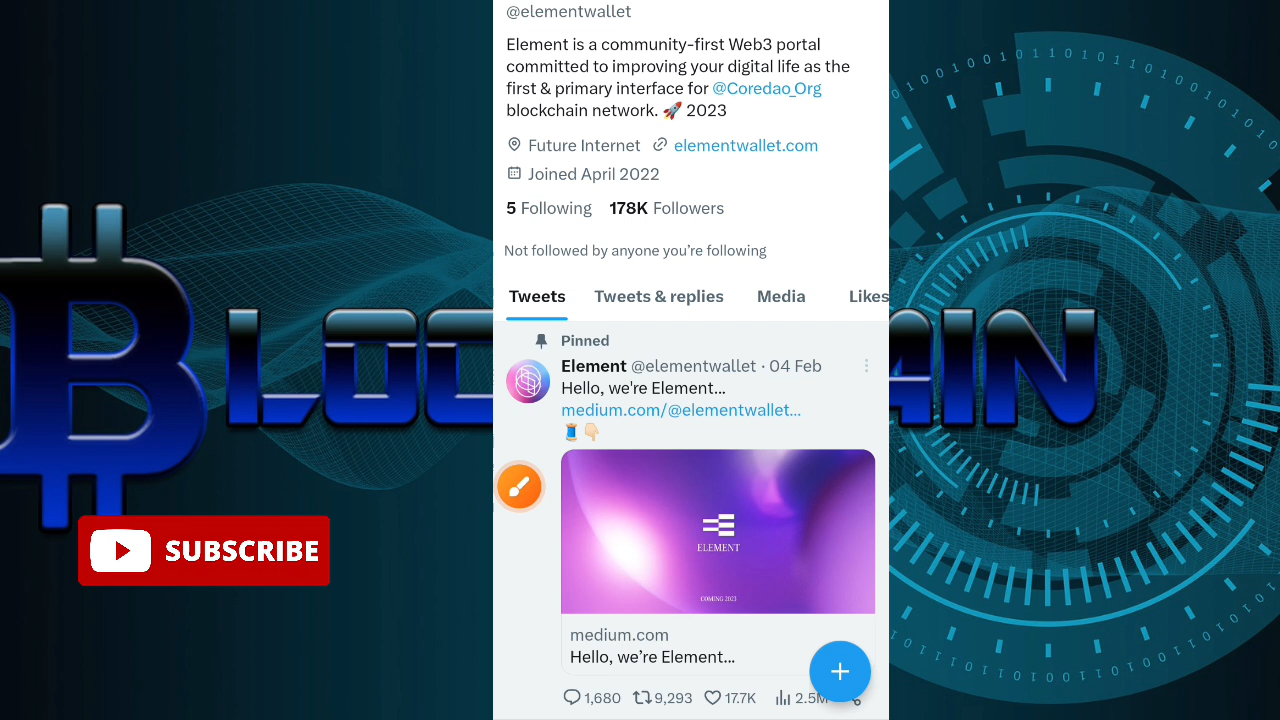 @elementwallet
Element is a community-first Web3 portal
committed to improving your digital life as the
first & primary interface for @Coredao_Org
blockchain network. 🚀 2023
Future Internet elementwallet.com
Joined April 2022
5 Following 178K Followers
Not followed by anyone you're following
Tweets Tweets & replies Media Likes
Pinned
Element @elementwallet · 04 Feb
Hello, we're Element...
medium.com/@elementwallet...
🧵👇🏻
ELEMENT
COMING 2023
medium.com
Hello, we're Element...
1,680 9,293 17.7K 2.5M
BLOC
AIN
SUBSCRIBE